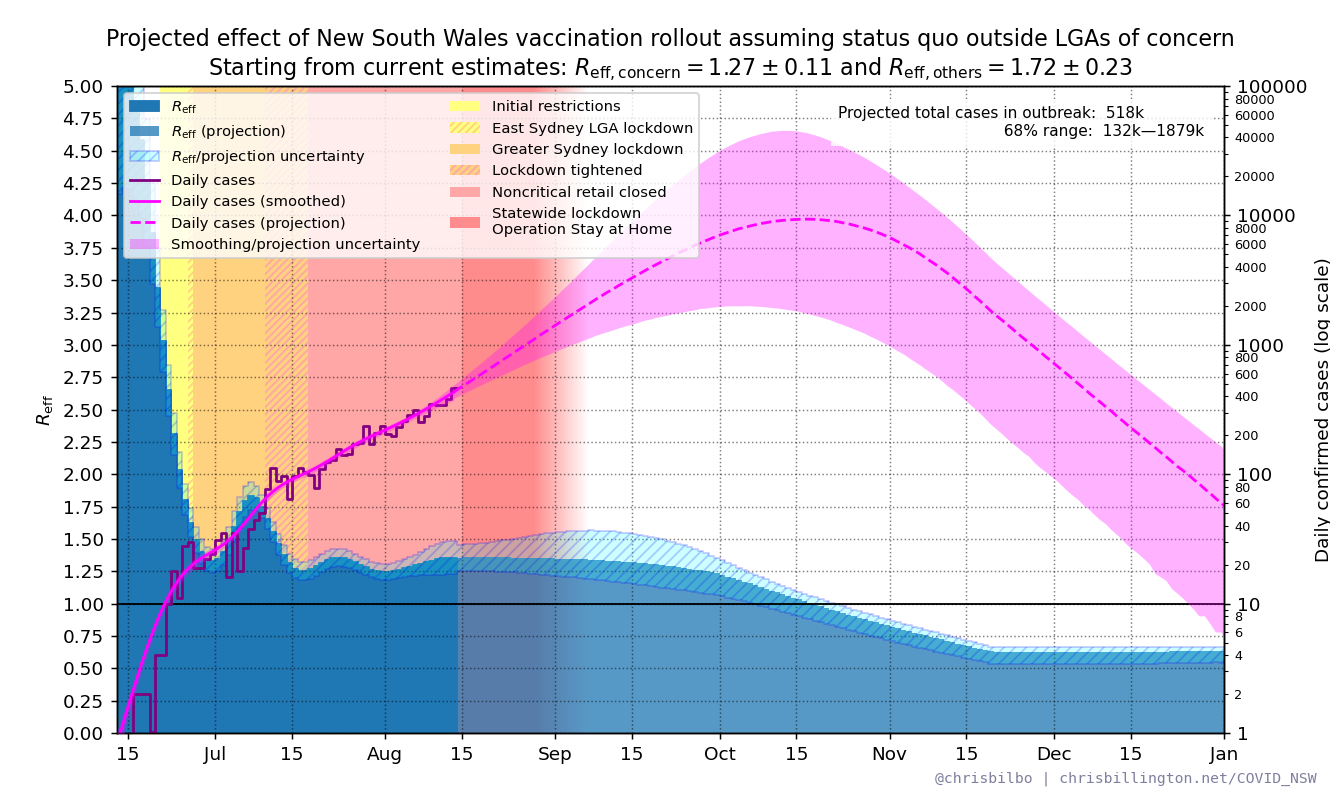 Projected effect of New South Wales vaccination rollout assuming status quo outside LGAs of concern
Starting from current estimates: Reff, concern = 1.27 ± 0.11 and Reff, others = 1.72 ± 0.23
Reff
Reff (projection)
Reff/projection uncertainty
Daily cases
Daily cases (smoothed)
Daily cases (projection)
Smoothing/projection uncertainty
Initial restrictions
East Sydney LGA lockdown
Greater Sydney lockdown
Lockdown tightened
Noncritical retail closed
Statewide lockdown
Operation Stay at Home
Projected total cases in outbreak: 518k
68% range: 132k—1879k
Reff
5.00
4.75
4.50
4.25
4.00
3.75
3.50
3.25
3.00
2.75
2.50
2.25
2.00
1.75
1.50
1.25
1.00
0.75
0.50
0.25
0.00
100000
80000
60000
40000
20000
10000
8000
6000
4000
2000
1000
800
600
400
200
100
80
60
40
20
10
8
6
4
2
1
Daily confirmed cases (log scale)
15 Jul 15 Aug 15 Sep 15 Oct 15 Nov 15 Dec 15 Jan
@chrisbilbo | chrisbillington.net/COVID_NSW